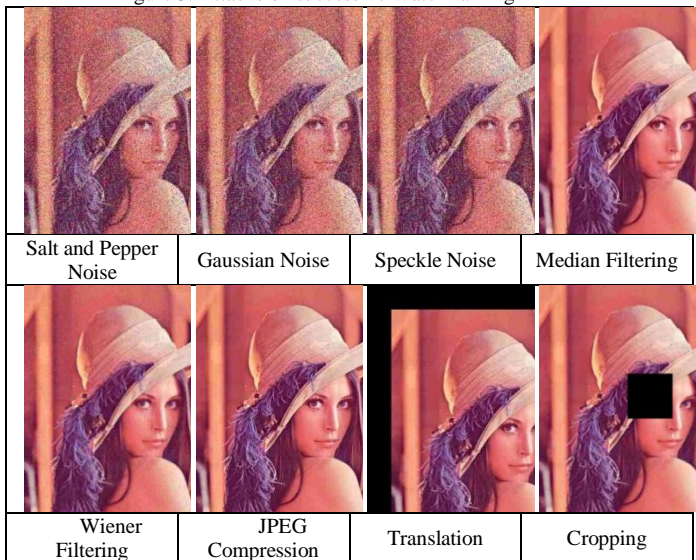 Salt and Pepper
Noise
Gaussian Noise
Speckle Noise
Median Filtering
Wiener
Filtering
JPEG
Compression
Translation
Cropping